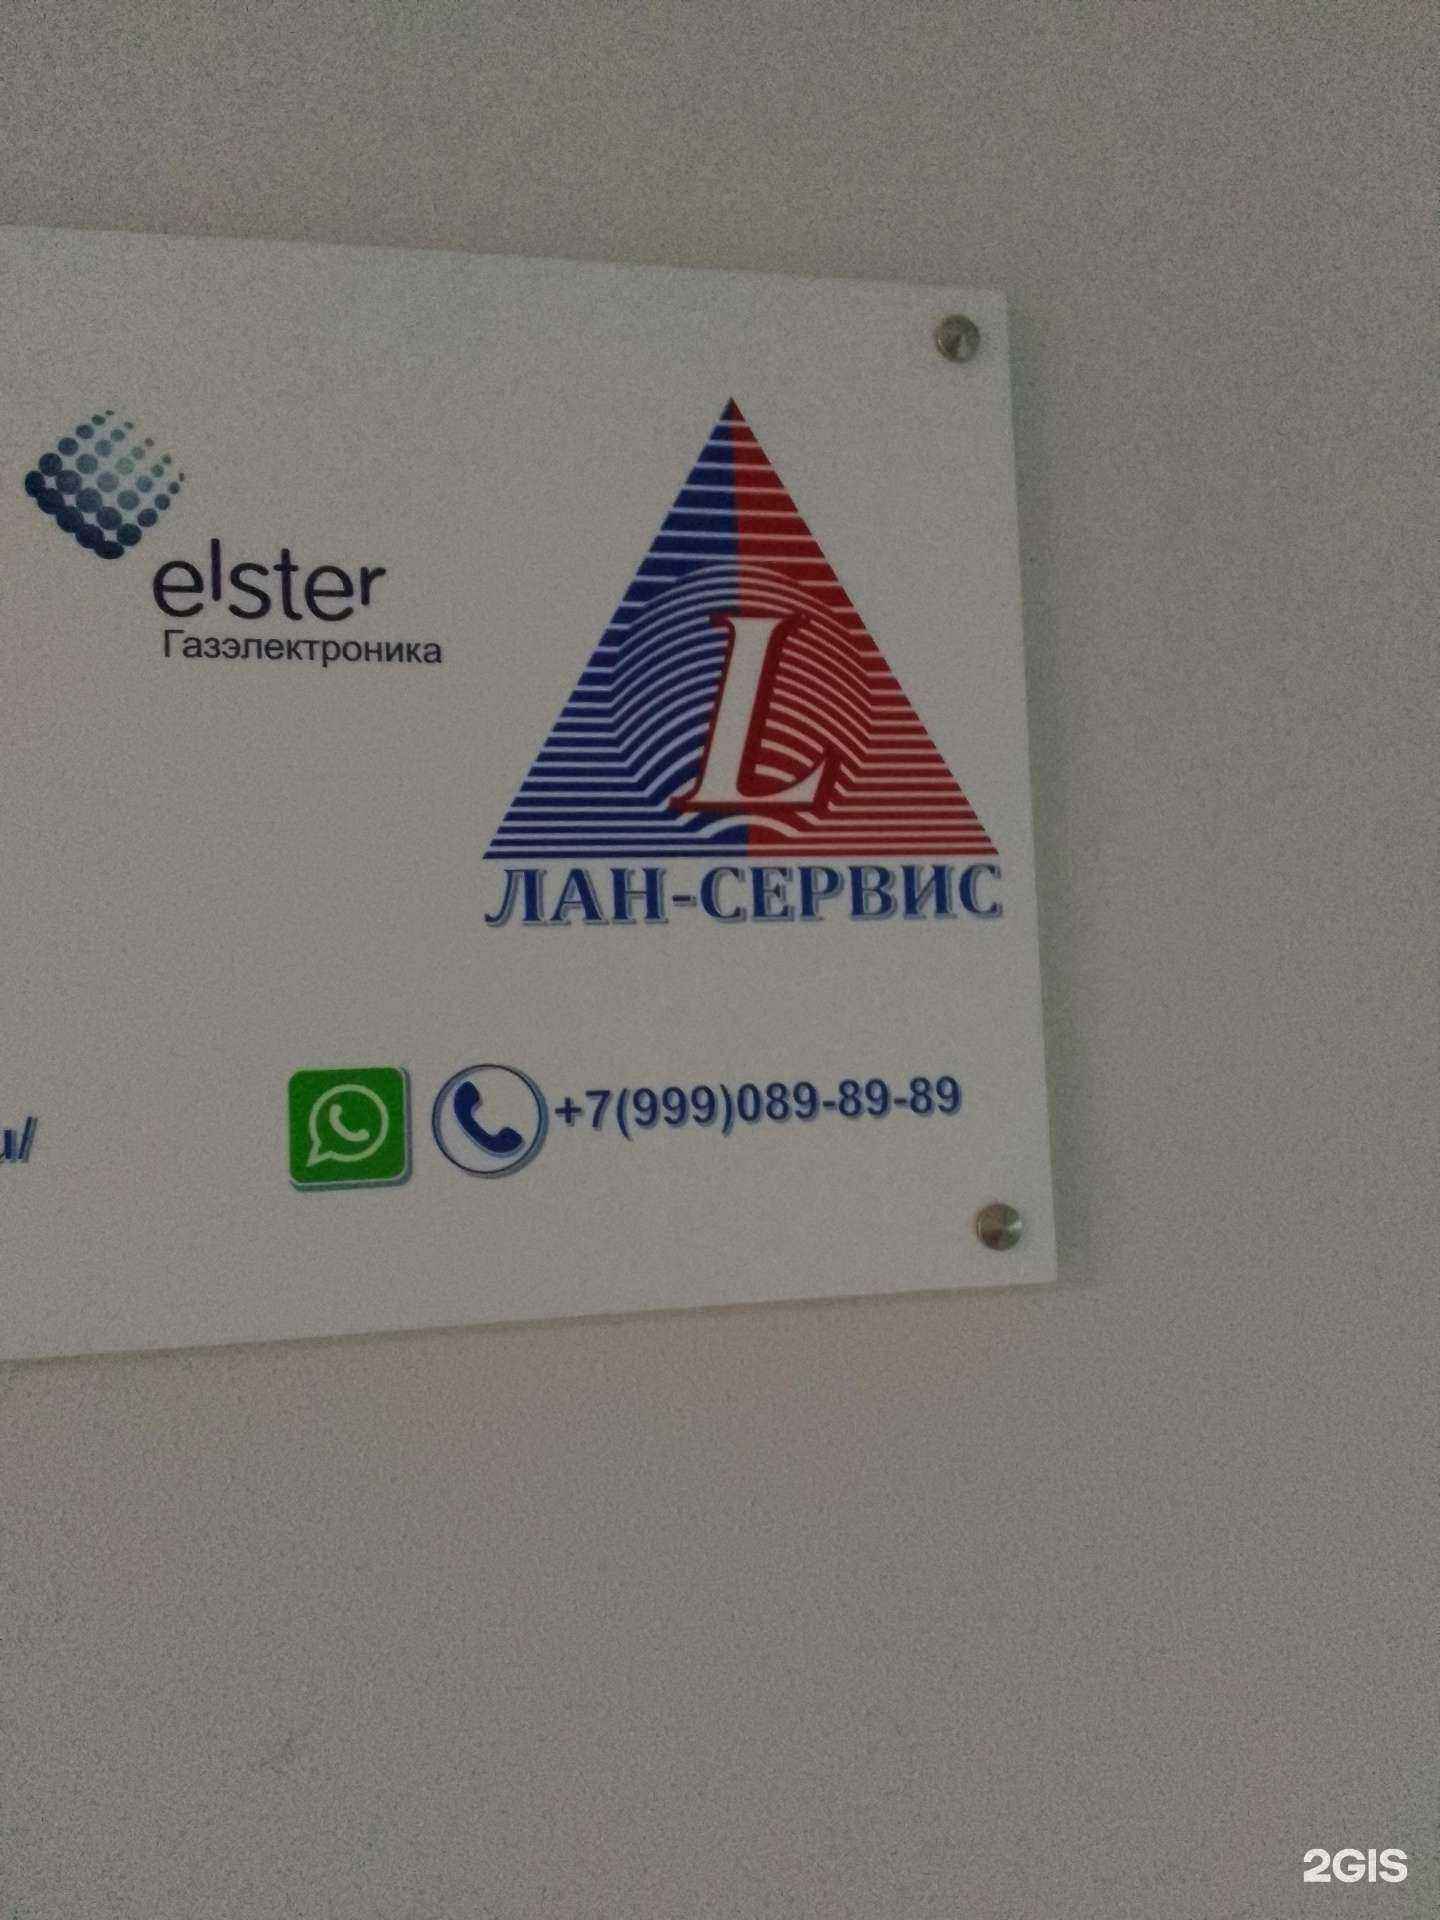 elster
Газэлектроника
L
ЛАН-СЕРВИС
u/
+7(999)089-89-89
2GIS